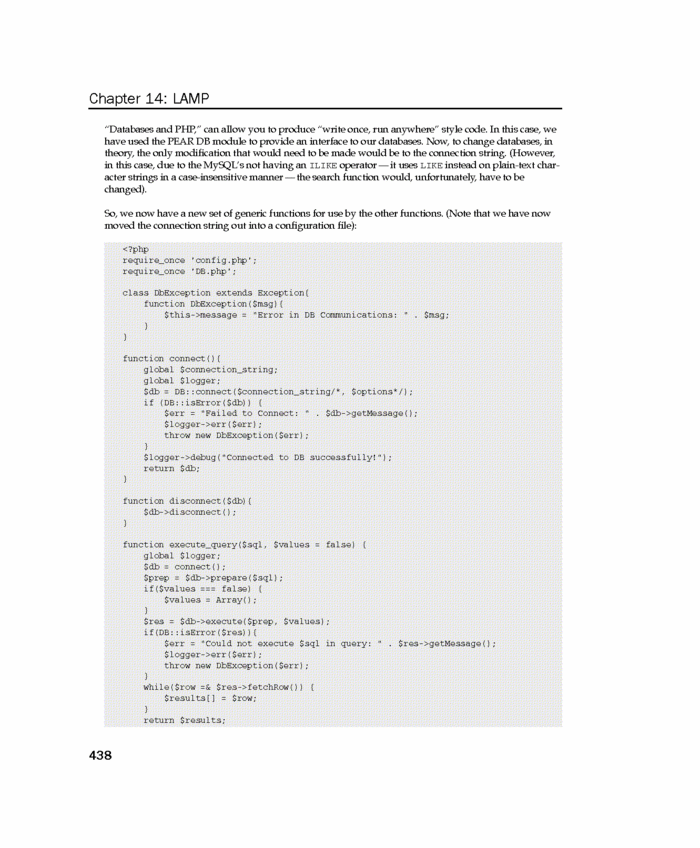 Chapter 14: LAMP
“Databases and PHP,” can allow you to produce “write once, run anywhere” style code. In this case, we
have used the PEAR DB module to provide an interface to our databases. Now, to change databases, in
theory, the only modification that would need to be made would be to the connection string. (However,
in this case, due to the MySQL’s not having an ILIKE operator — it uses LIKE instead on plain-text char-
acter strings in a case-insensitive manner — the search function would, unfortunately, have to be
changed).
So, we now have a new set of generic functions for use by the other functions. (Note that we have now
moved the connection string out into a configuration file):
<?php
require_once 'config.php';
require_once 'DB.php';
class DbException extends Exception{
function DbException($msg){
$this->message = "Error in DB Communications: " . $msg;
}
}
function connect(){
global $connection_string;
global $logger;
$db = DB::connect($connection_string/*, $options*/);
if (DB::isError($db)) {
$err = "Failed to Connect: " . $db->getMessage();
$logger->err($err);
throw new DbException($err);
}
$logger->debug("Connected to DB successfully!");
return $db;
}
function disconnect($db){
$db->disconnect();
}
function execute_query($sql, $values = false) {
global $logger;
$db = connect();
$prep = $db->prepare($sql);
if($values === false) {
$values = Array();
}
$res = $db->execute($prep, $values);
if(DB::isError($res)){
$err = "Could not execute $sql in query: " . $res->getMessage();
$logger->err($err);
throw new DbException($err);
}
while($row =& $res->fetchRow()) {
$results[] = $row;
}
return $results;
438